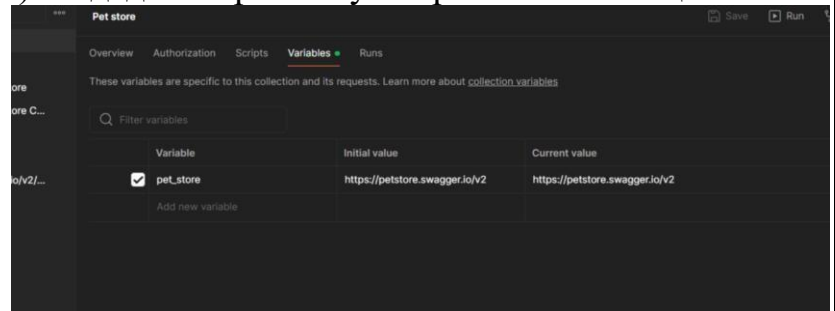 Pet store
Save
Run
Overview Authorization Scripts Variables Runs
These variables are specific to this collection and its requests. Learn more about collection variables
ore
ore C...
Filter variables
Variable Initial value Current value
io/v2/... pet_store https://petstore.swagger.io/v2 https://petstore.swagger.io/v2
Add new variable